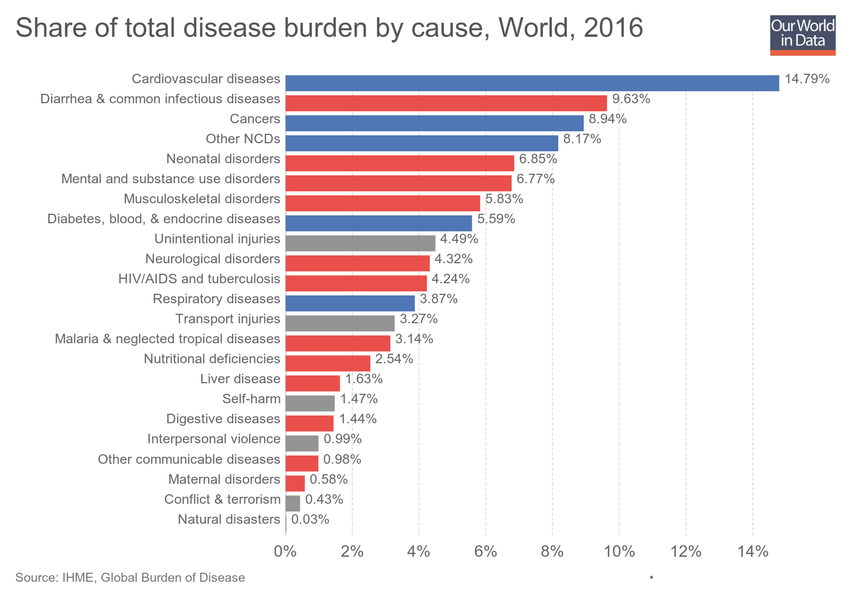 Share of total disease burden by cause, World, 2016
Our World
in Data
Cardiovascular diseases 14.79%
Diarrhea & common infectious diseases 9.63%
Cancers 8.94%
Other NCDs 8.17%
Neonatal disorders 6.85%
Mental and substance use disorders 6.77%
Musculoskeletal disorders 5.83%
Diabetes, blood, & endocrine diseases 5.59%
Unintentional injuries 4.49%
Neurological disorders 4.32%
HIV/AIDS and tuberculosis 4.24%
Respiratory diseases 3.87%
Transport injuries 3.27%
Malaria & neglected tropical diseases 3.14%
Nutritional deficiencies 2.54%
Liver disease 1.63%
Self-harm 1.47%
Digestive diseases 1.44%
Interpersonal violence 0.99%
Other communicable diseases 0.98%
Maternal disorders 0.58%
Conflict & terrorism 0.43%
Natural disasters 0.03%
0% 2% 4% 6% 8% 10% 12% 14%
Source: IHME, Global Burden of Disease